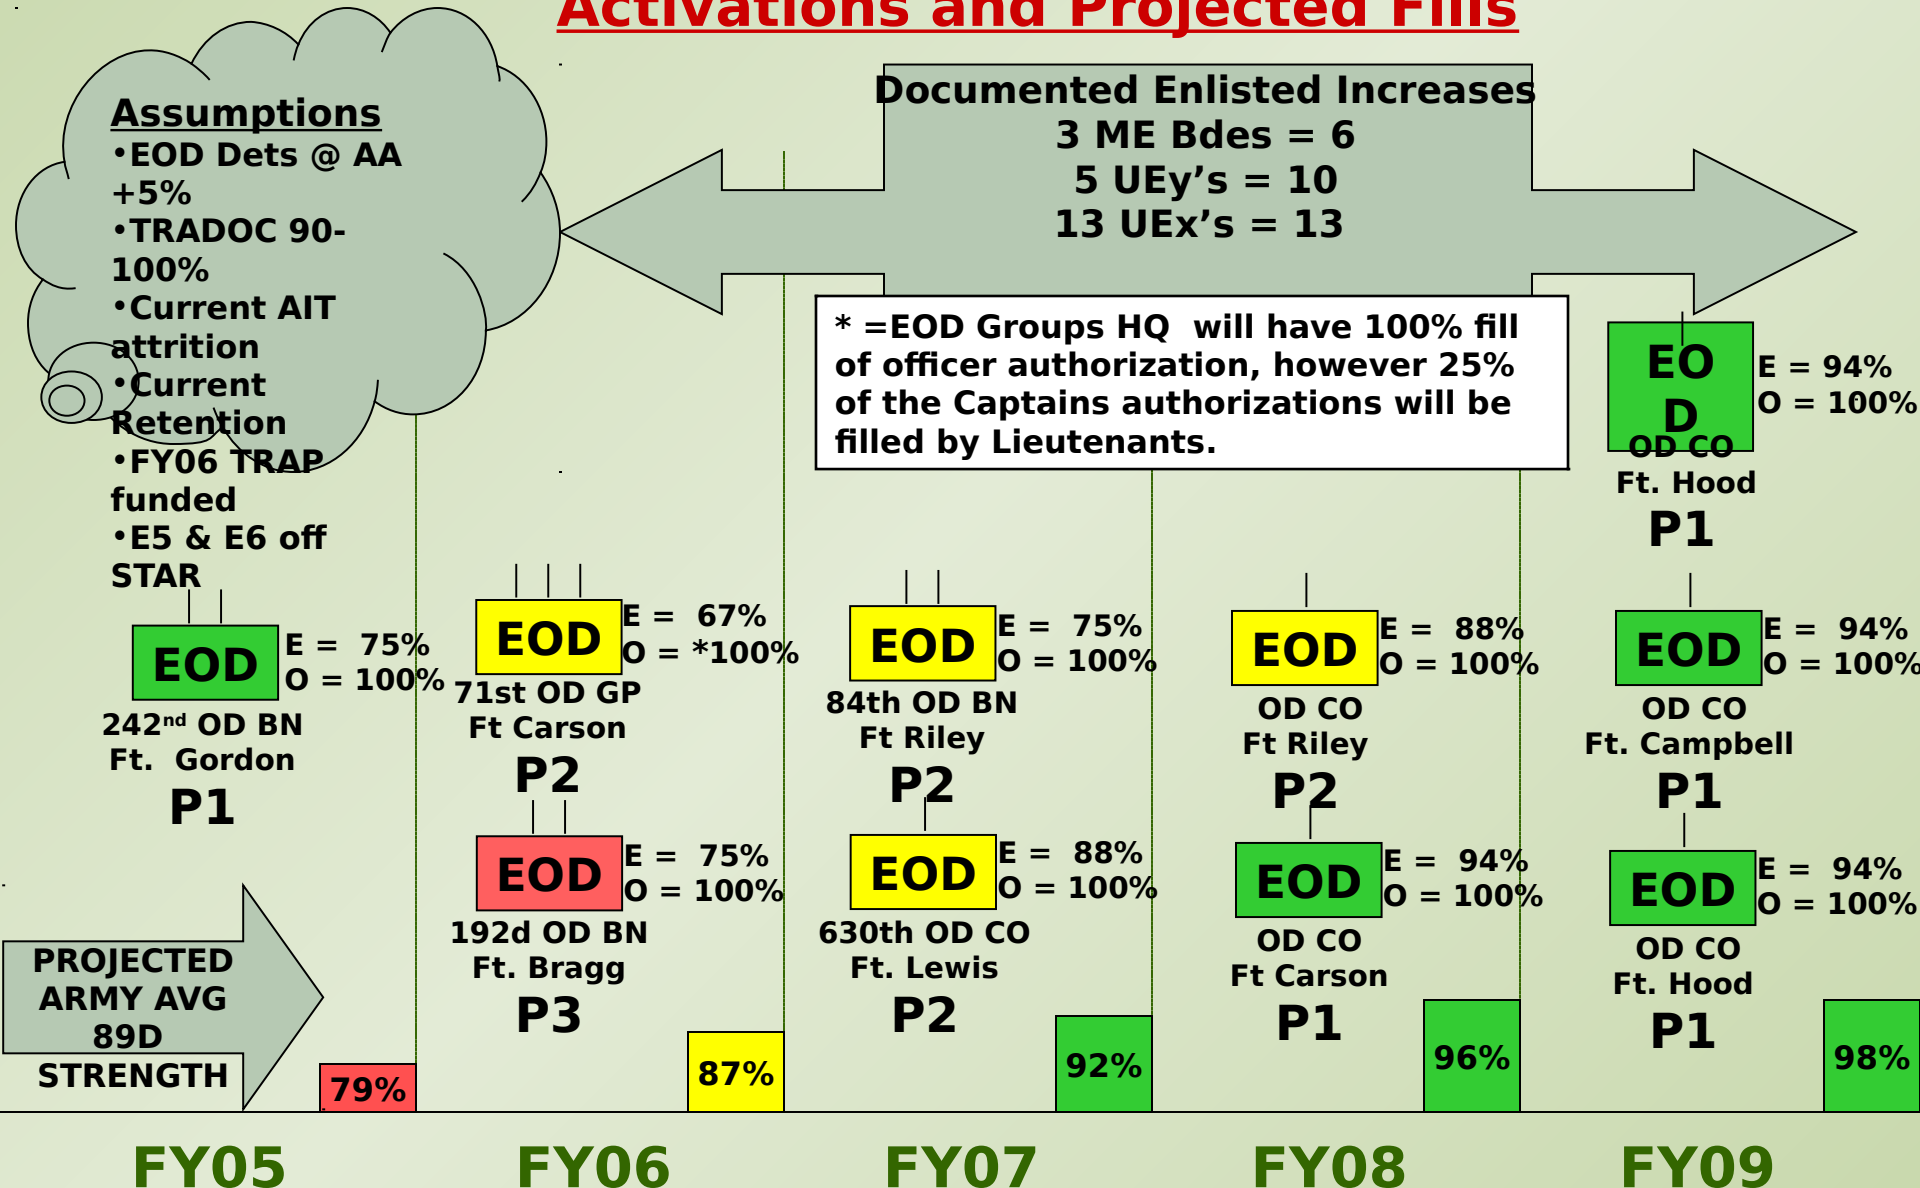 Activations and Projected Fills
Assumptions
•EOD Dets @ AA
+5%
•TRADOC 90-
100%
•Current AIT
attrition
•Current
Retention
•FY06 TRAP
funded
•E5 & E6 off
STAR
Documented Enlisted Increases
3 ME Bdes = 6
5 UEy’s = 10
13 UEx’s = 13
* =EOD Groups HQ  will have 100% fill
of officer authorization, however 25%
of the Captains authorizations will be
filled by Lieutenants.
EO
D
E = 94%
O = 100%
OD CO
Ft. Hood
P1
EOD
E =  75%
O = 100%
242nd OD BN
Ft.  Gordon
P1
EOD
E =  67%
O = *100%
71st OD GP
Ft Carson
P2
EOD
E =  75%
O = 100%
84th OD BN
Ft Riley
P2
EOD
E =  88%
O = 100%
OD CO
Ft Riley
P2
EOD
E =  94%
O = 100%
OD CO
Ft. Campbell
P1
EOD
E =  75%
O = 100%
192d OD BN
Ft. Bragg
P3
EOD
E =  88%
O = 100%
630th OD CO
Ft. Lewis
P2
EOD
E =  94%
O = 100%
OD CO
Ft Carson
P1
EOD
E =  94%
O = 100%
OD CO
Ft. Hood
P1
PROJECTED
ARMY AVG
89D
STRENGTH
79%
87%
92%
96%
98%
FY05
FY06
FY07
FY08
FY09